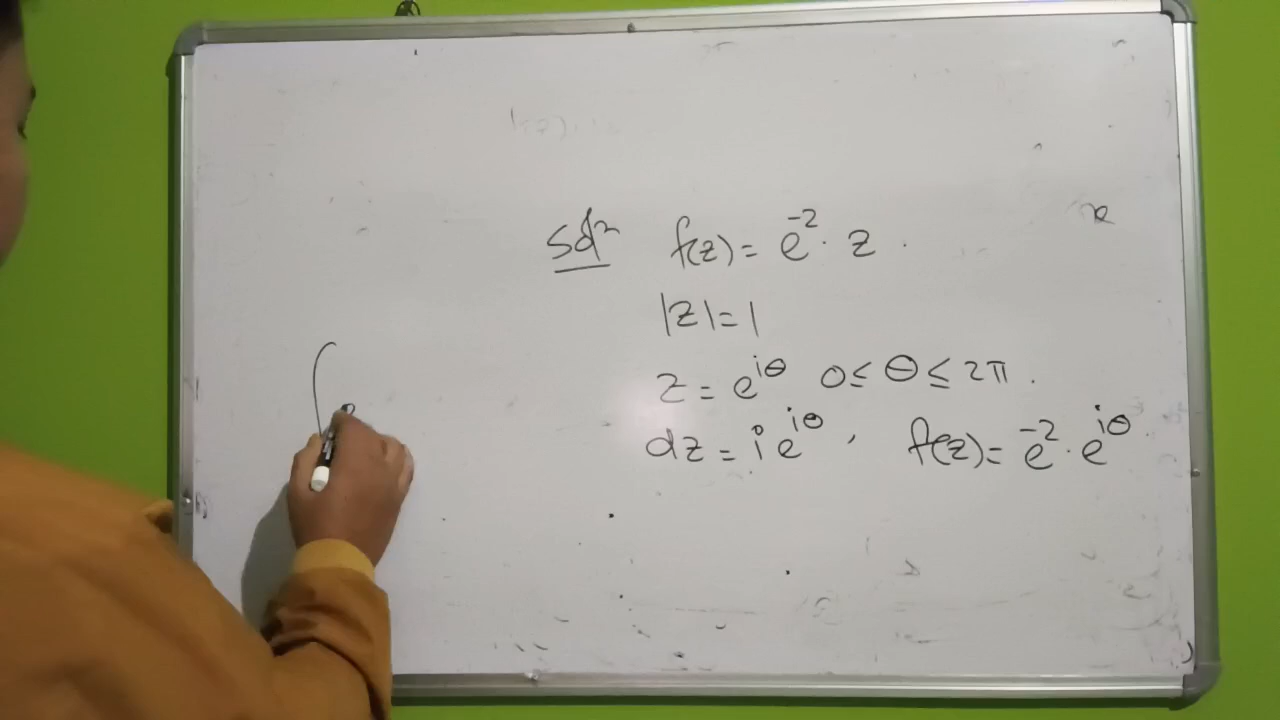 Sol^n f(z) = e^{-2} · z .
|z| = 1
z = e^{iθ} 0 ≤ θ ≤ 2π .
dz = i e^{iθ} , f(z) = e^{-2} · e^{iθ}